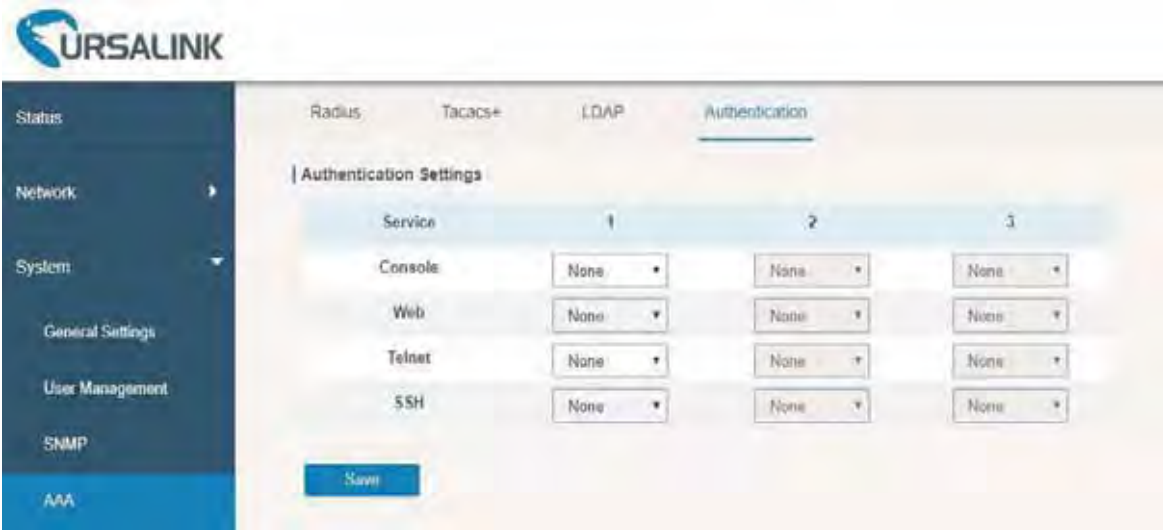 URSALINK
Status
Network
System
General Settings
User Management
SNMP
AAA
Radius Tacacs+ LDAP Authentication
Authentication Settings
Service 1 2 3
Console None None None
Web None None None
Telnet None None None
SSH None None None
Save